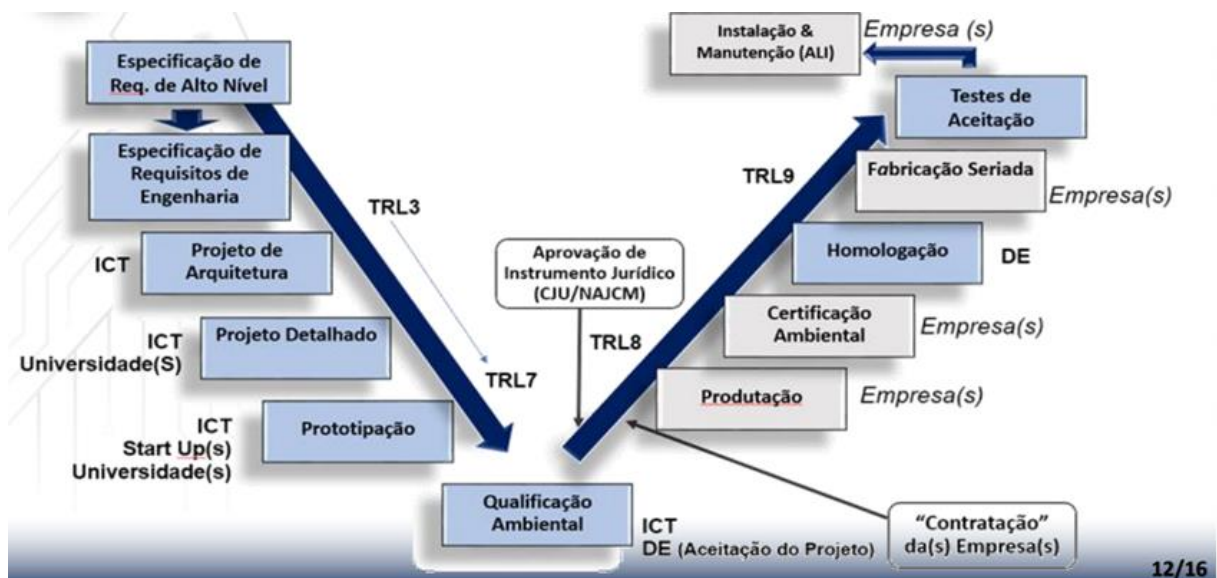 Especificação de
Req. de Alto Nível
Especificação de
Requisitos de
Engenharia
ICT
Projeto de
Arquitetura
ICT
Universidade(S)
Projeto Detalhado
ICT
Start Up(s)
Universidade(s)
Prototipação
TRL3
TRL7
Qualificação
Ambiental
ICT
DE (Aceitação do Projeto)
Aprovação de
Instrumento Jurídico
(CJU/NAJCM)
TRL8
TRL9
"Contratação"
da(s) Empresa(s)
Produtação
Empresa(s)
Certificação
Ambiental
Empresa(s)
Homologação
DE
Fabricação Seriada
Empresa(s)
Testes de
Aceitação
Instalação &
Manutenção (ALI)
Empresa (s)
12/16